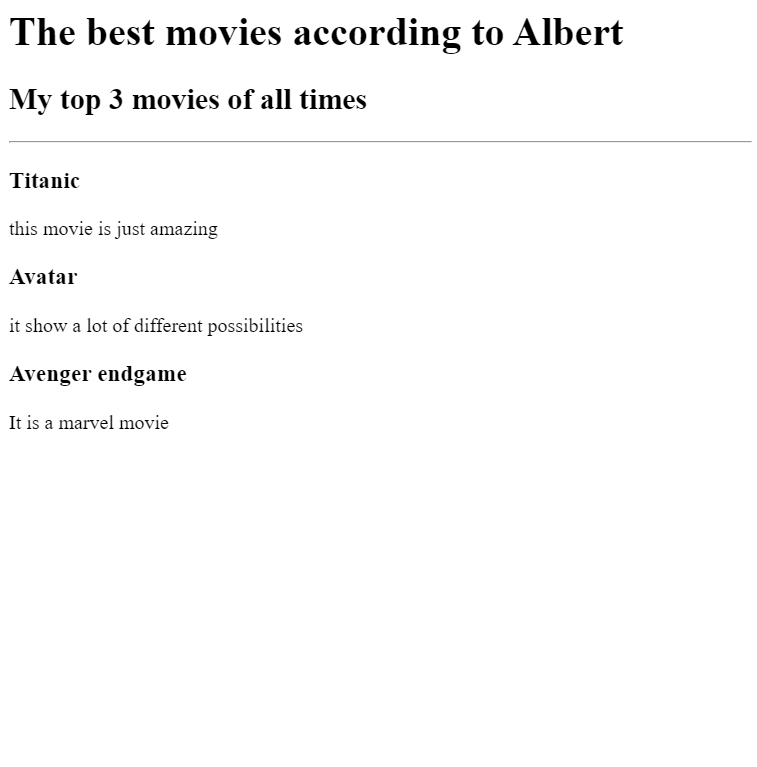 The best movies according to Albert
My top 3 movies of all times
Titanic
this movie is just amazing
Avatar
it show a lot of different possibilities
Avenger endgame
It is a marvel movie